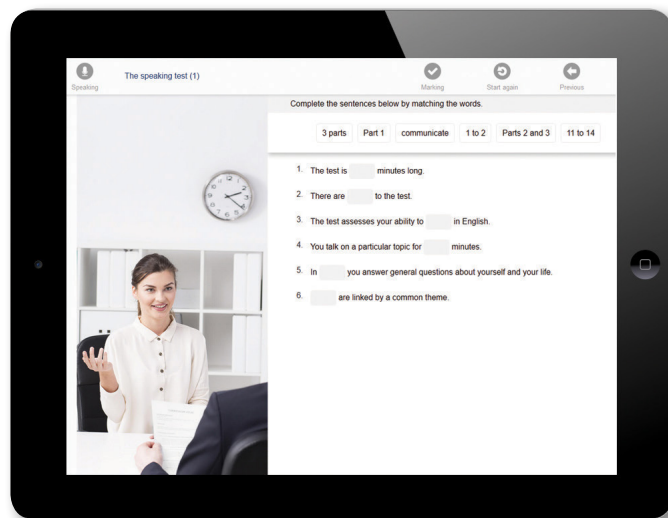 Speaking
The speaking test (1)
Marking
Start again
Previous
Complete the sentences below by matching the words.
3 parts Part 1 communicate 1 to 2 Parts 2 and 3 11 to 14
1. The test is minutes long.
2. There are to the test.
3. The test assesses your ability to in English.
4. You talk on a particular topic for minutes.
5. In you answer general questions about yourself and your life.
6. are linked by a common theme.